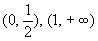 (0, 1/2), (1, +∞)